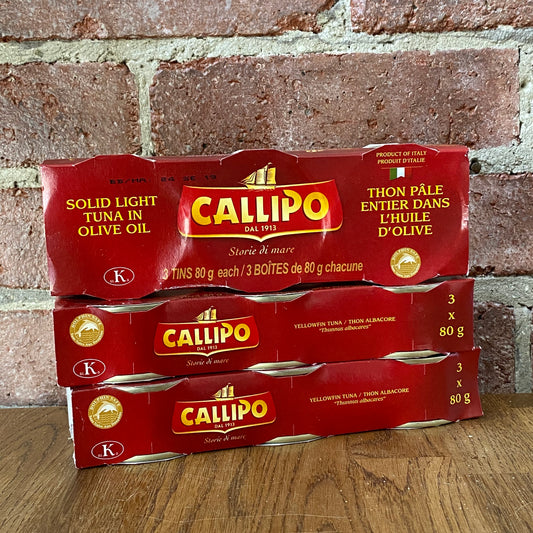 SOLID LIGHT
TUNA IN
OLIVE OIL
K
CALLIPO
DAL 1913
Storie di mare
3 TINS 80 g each / 3 BOÎTES de 80 g chacune
PRODUCT OF ITALY
PRODUIT D'ITALIE
THON PÂLE
ENTIER DANS
L'HUILE
D'OLIVE
CALLIPO
DAL 1913
Storie di mare
K
YELLOWFIN TUNA / THON ALBACORE
"Thunnus albacares"
3
x
80 g
CALLIPO
DAL 1913
Storie di mare
K
YELLOWFIN TUNA / THON ALBACORE
"Thunnus albacares"
3
x
80 g